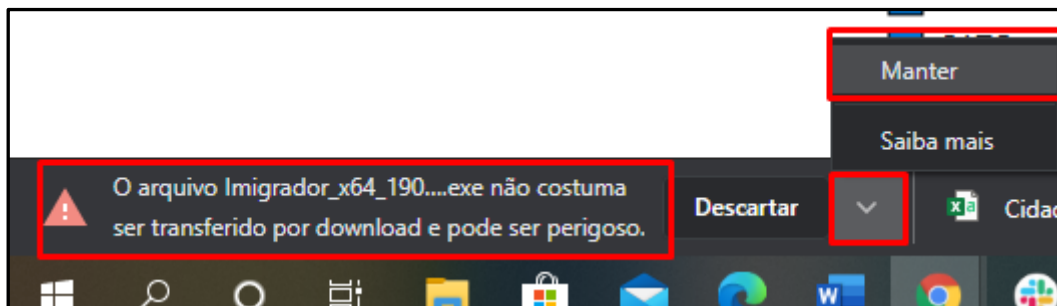 Manter
Saiba mais
O arquivo Imigrador_x64_190....exe não costuma
ser transferido por download e pode ser perigoso.
Descartar
Cidad